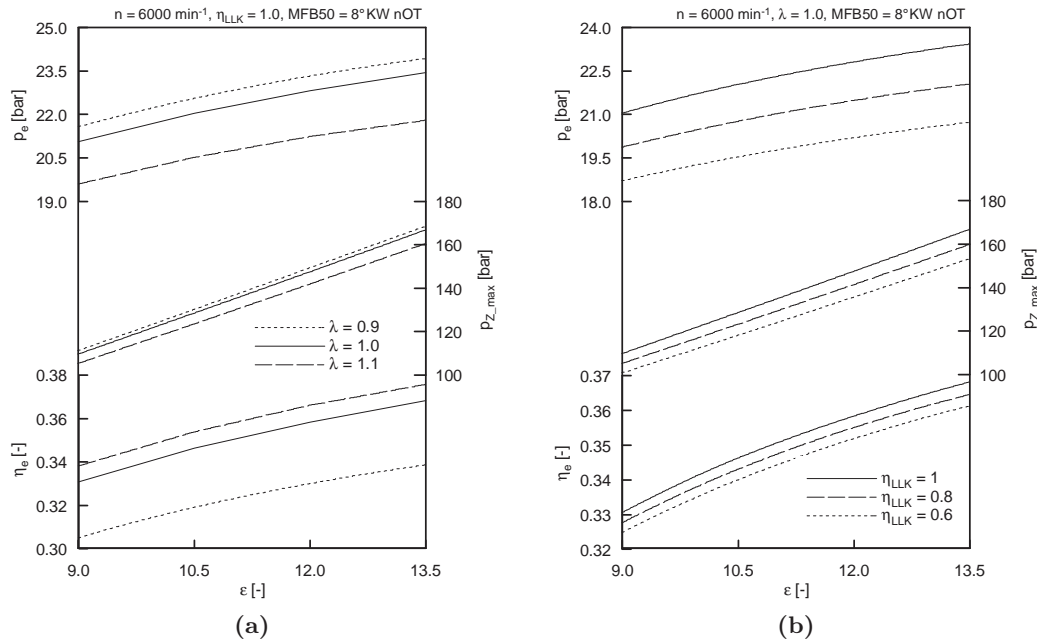 n = 6000 min⁻¹, η_LLK = 1.0, MFB50 = 8°KW nOT
25.0
23.5
22.0
20.5
19.0
p_e [bar]
180
160
140
120
100
p_Z_max [bar]
λ = 0.9
λ = 1.0
λ = 1.1
0.38
0.36
0.34
0.32
0.30
η_e [-]
9.0 10.5 12.0 13.5
ε [-]
(a)
n = 6000 min⁻¹, λ = 1.0, MFB50 = 8°KW nOT
24.0
22.5
21.0
19.5
18.0
p_e [bar]
180
160
140
120
100
p_Z_max [bar]
0.37
0.36
0.34
0.33
0.32
η_e [-]
η_LLK = 1
η_LLK = 0.8
η_LLK = 0.6
9.0 10.5 12.0 13.5
ε [-]
(b)